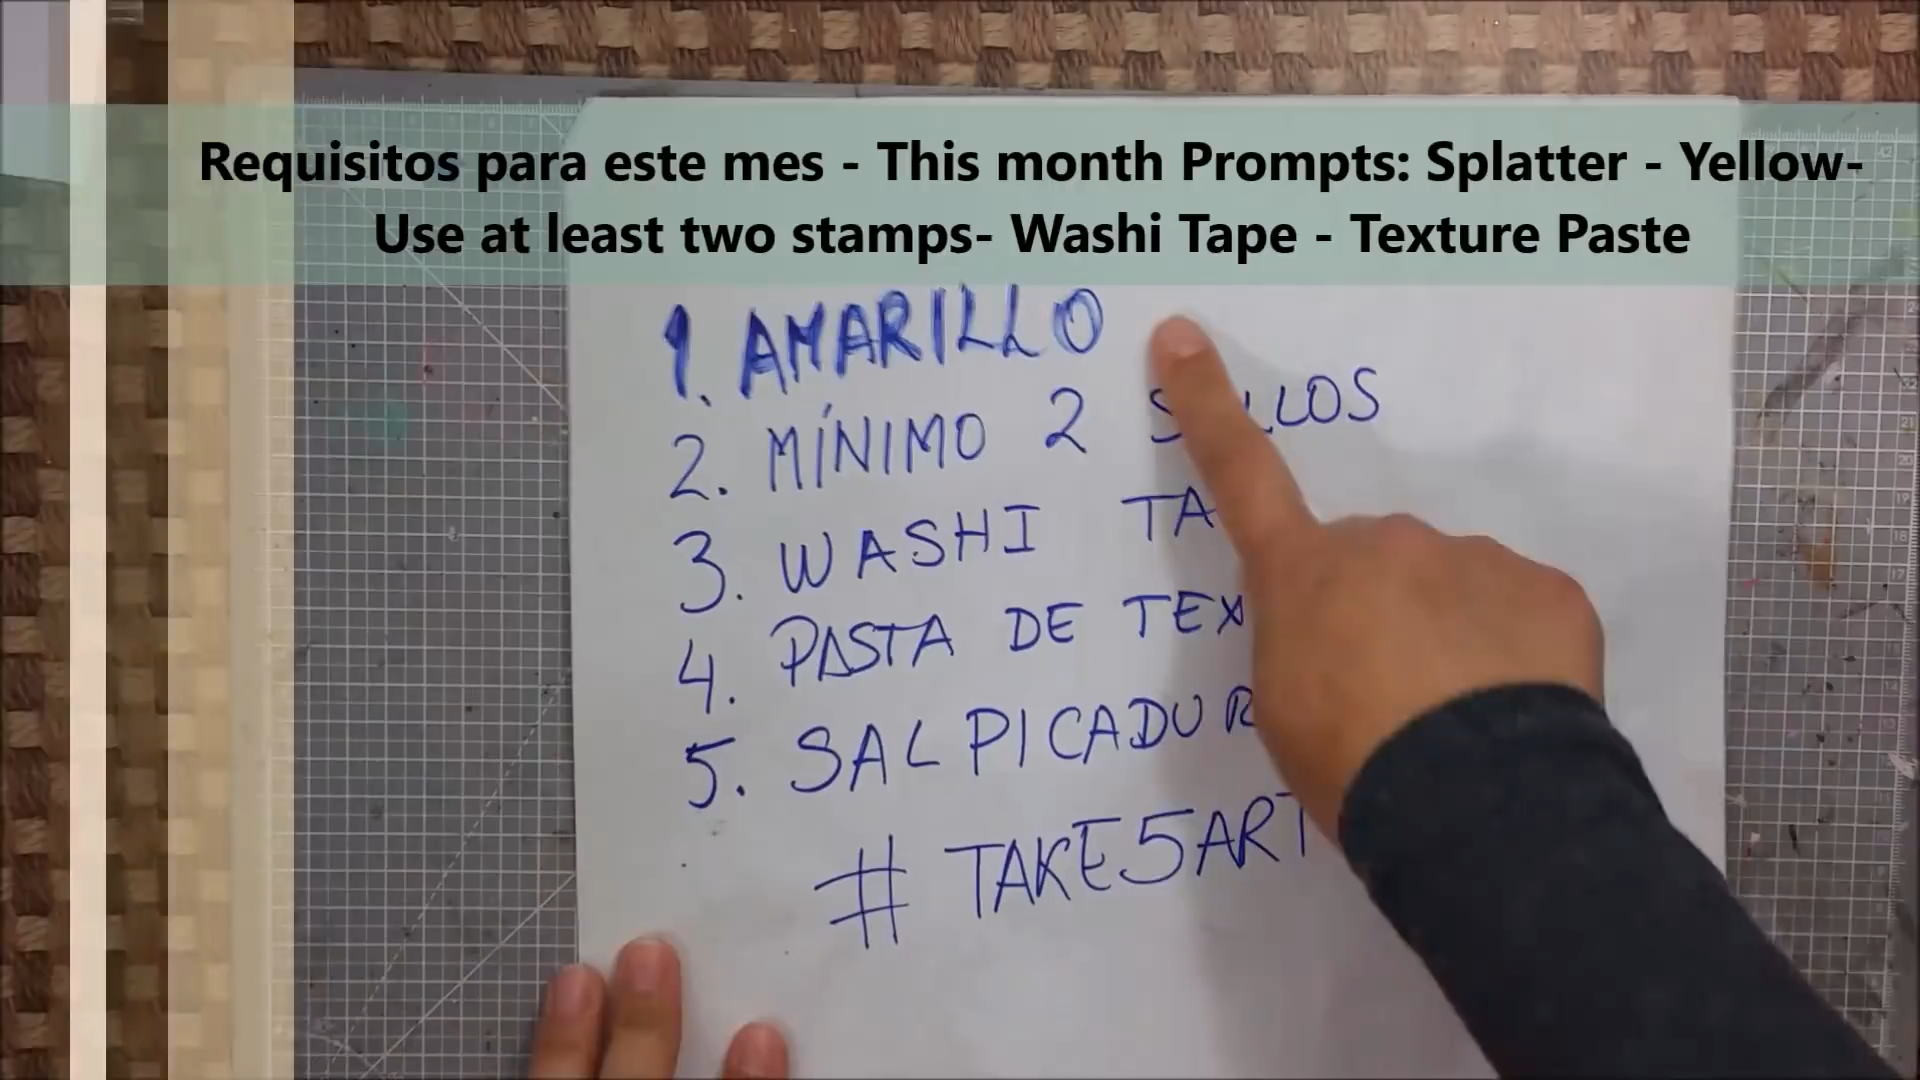 Requisitos para este mes - This month Prompts: Splatter - Yellow-
Use at least two stamps- Washi Tape - Texture Paste
1. AMARILLO
2. MÍNIMO 2
3. WASHI
4. PASTA DE
5.
# TAKE5ART